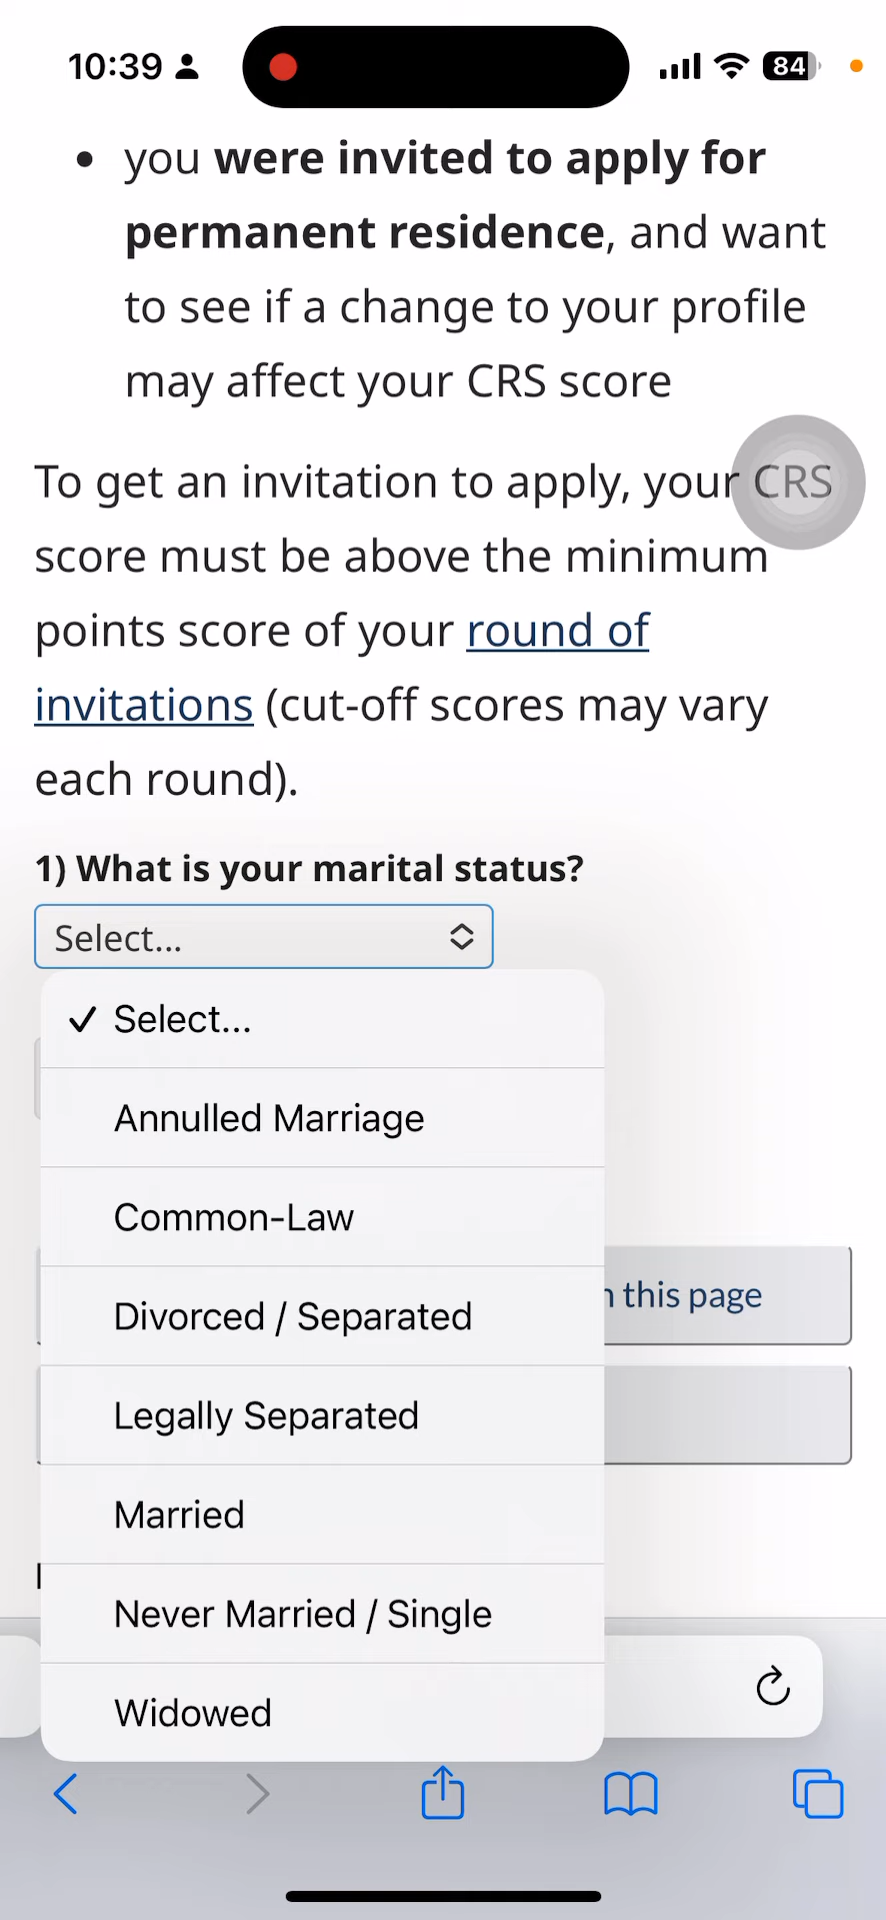 10:39
84
• you were invited to apply for
permanent residence, and want
to see if a change to your profile
may affect your CRS score
To get an invitation to apply, your CRS
score must be above the minimum
points score of your round of
invitations (cut-off scores may vary
each round).
1) What is your marital status?
Select...
✓ Select...
Annulled Marriage
Common-Law
Divorced / Separated
this page
Legally Separated
Married
Never Married / Single
Widowed